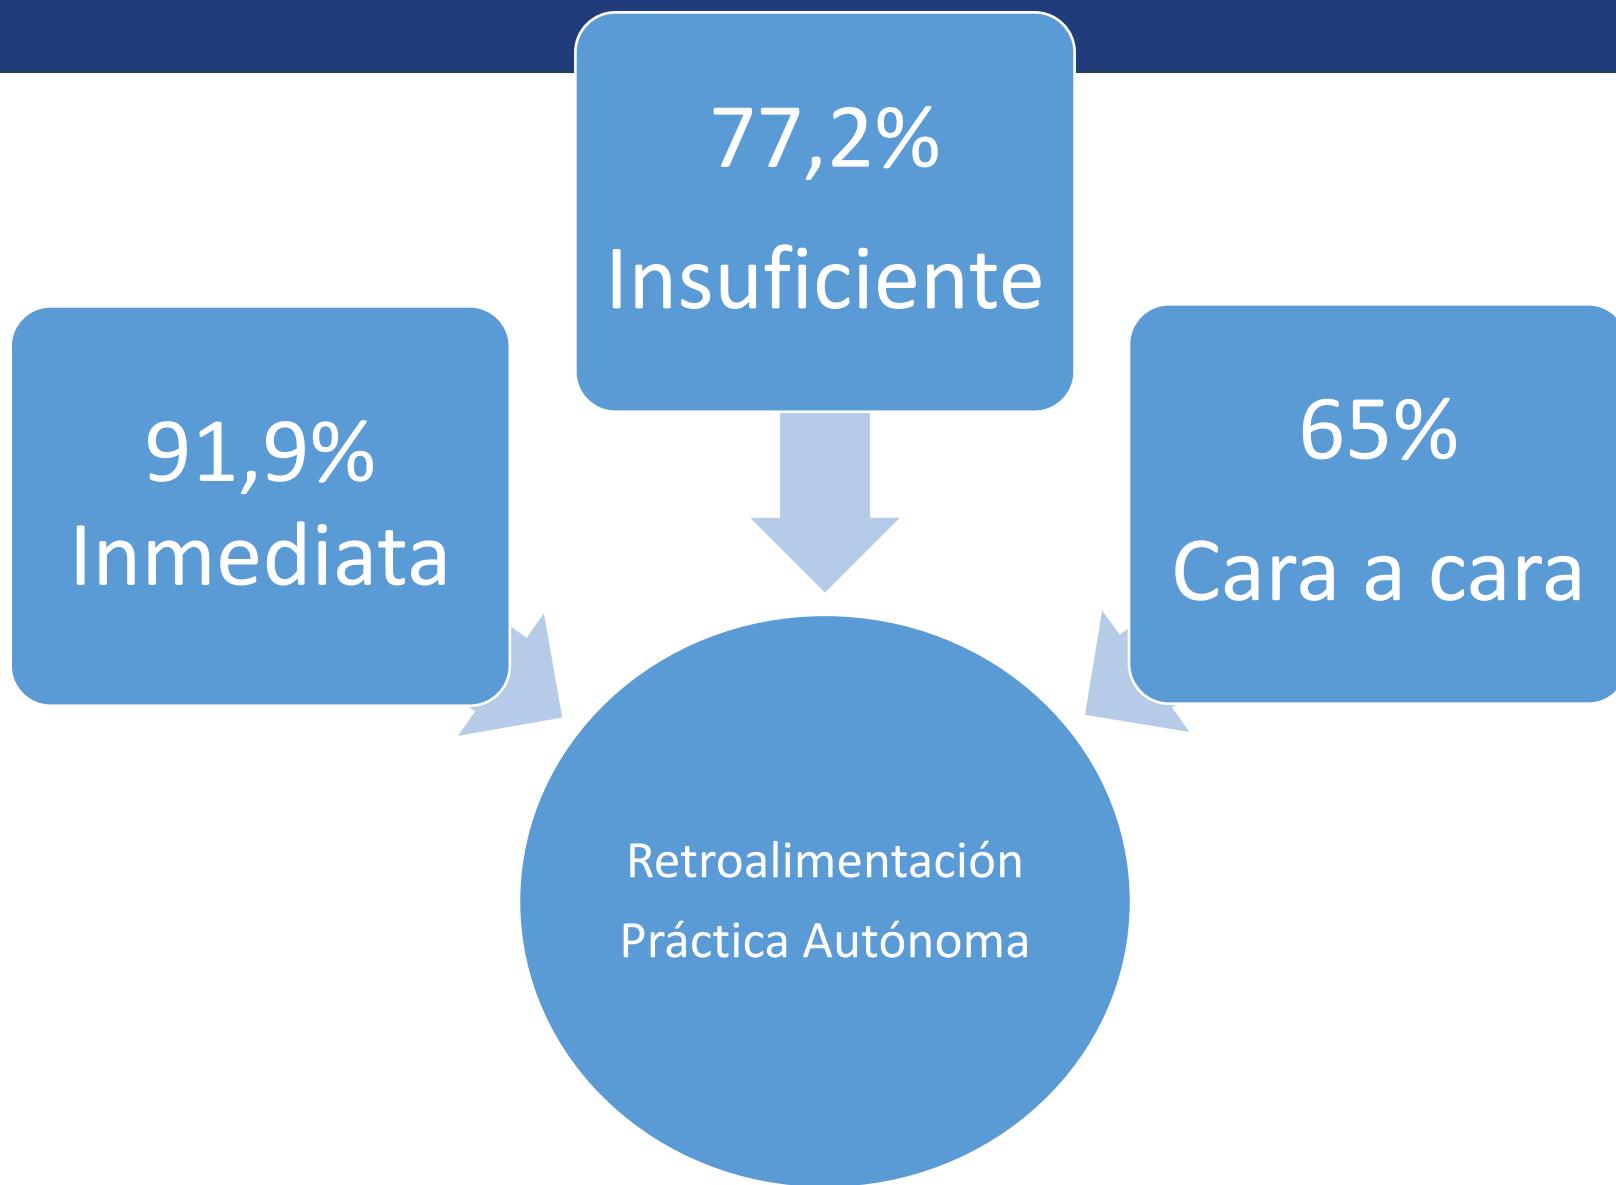 77,2%
Insuficiente
91,9%
Inmediata
65%
Cara a cara
Retroalimentación
Práctica Autónoma